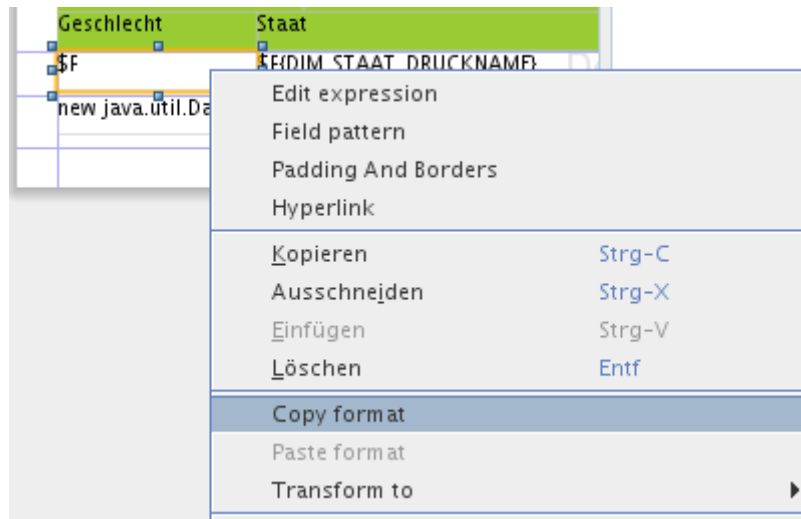 Geschlecht Staat
$F $F{DIM_STAAT_DRUCKNAME}
new java.util.Da
Edit expression
Field pattern
Padding And Borders
Hyperlink
Kopieren Strg-C
Ausschneiden Strg-X
Einfügen Strg-V
Löschen Entf
Copy format
Paste format
Transform to